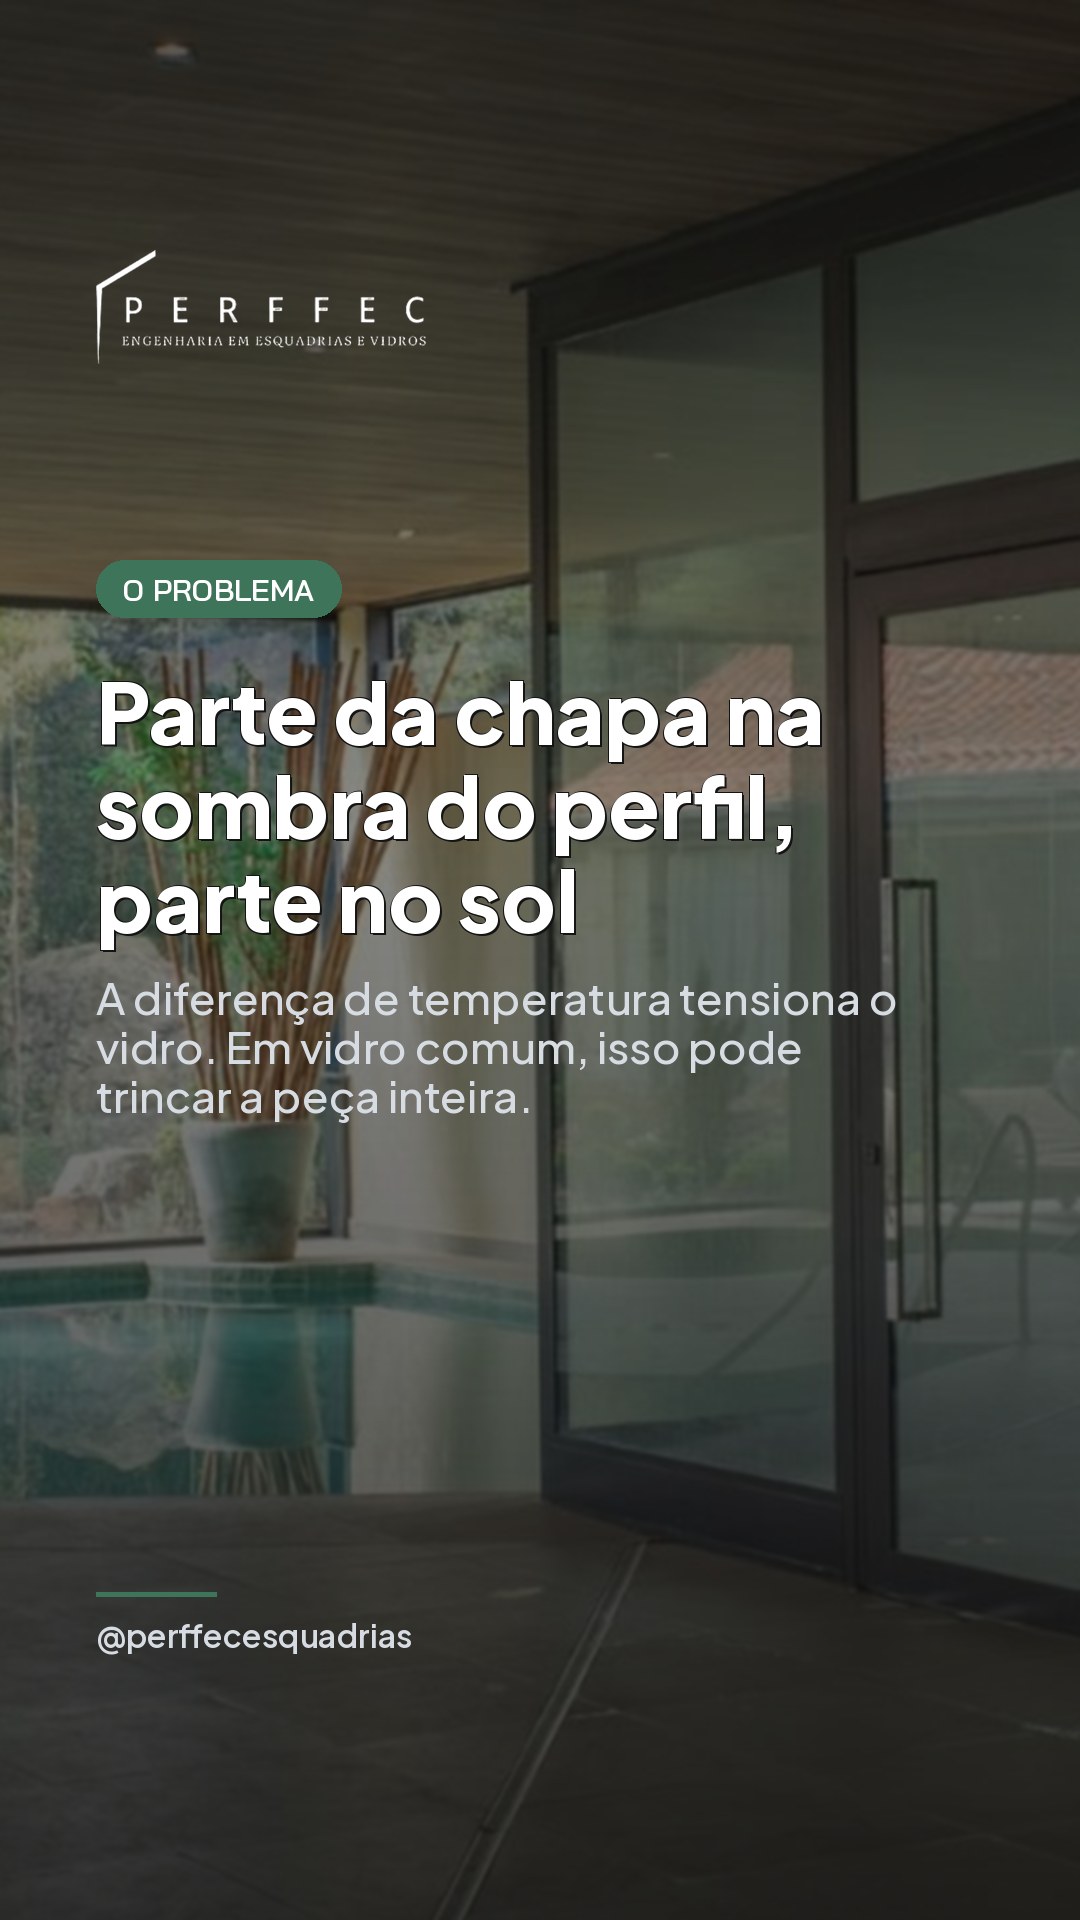 PERFFEC
ENGENHARIA EM ESQUADRIAS E VIDROS
O PROBLEMA
Parte da chapa na
sombra do perfil,
parte no sol
A diferença de temperatura tensiona o
vidro. Em vidro comum, isso pode
trincar a peça inteira.
@perffecesquadrias